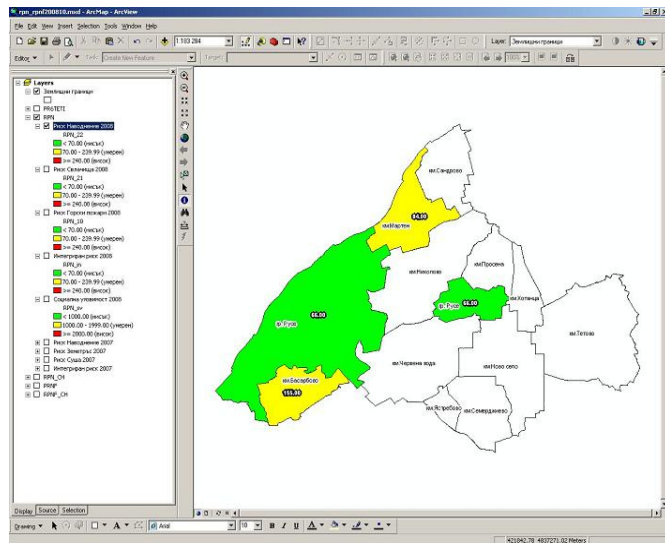 rpn_rpnf200810.mxd - ArcMap - ArcView
File Edit View Insert Selection Tools Window Help
1:183 284
Layer: Землищни граници
Editor Task: Create New Feature Target:
Layers
Землищни граници
PR6TETI
RPN
Риск Наводнение 2008
RPN_22
< 70.00 (нисък)
70.00 - 239.99 (умерен)
>= 240.00 (висок)
Риск Свлачища 2008
RPN_21
< 70.00 (нисък)
70.00 - 239.99 (умерен)
>= 240.00 (висок)
Риск Горски пожари 2008
RPN_10
< 70.00 (нисък)
70.00 - 239.99 (умерен)
>= 240.00 (висок)
Интегриран риск 2008
RPN_in
< 70.00 (нисък)
70.00 - 239.99 (умерен)
>= 240.00 (висок)
Социална уязвимост 2008
RPN_sv
< 1000.00 (нисък)
1000.00 - 1999.00 (умерен)
>= 2000.00 (висок)
Риск Наводнение 2007
Риск Земетръс 2007
Риск Суша 2007
Интегриран риск 2007
RPN_CH
PRNF
RPNF_CH
км.Сандрово
км.Мартен
84.00
км.Николово
км.Просена
гр.Русе
66.00
км.Хотанца
гр.Русе
66.00
км.Тетово
км.Червена вода
км.Ново село
км.Басарбово
155.00
км.Ястребово
км.Семерджиево
Display Source Selection
Drawing A Arial 10 B I U A
421842.78 4837271.02 Meters